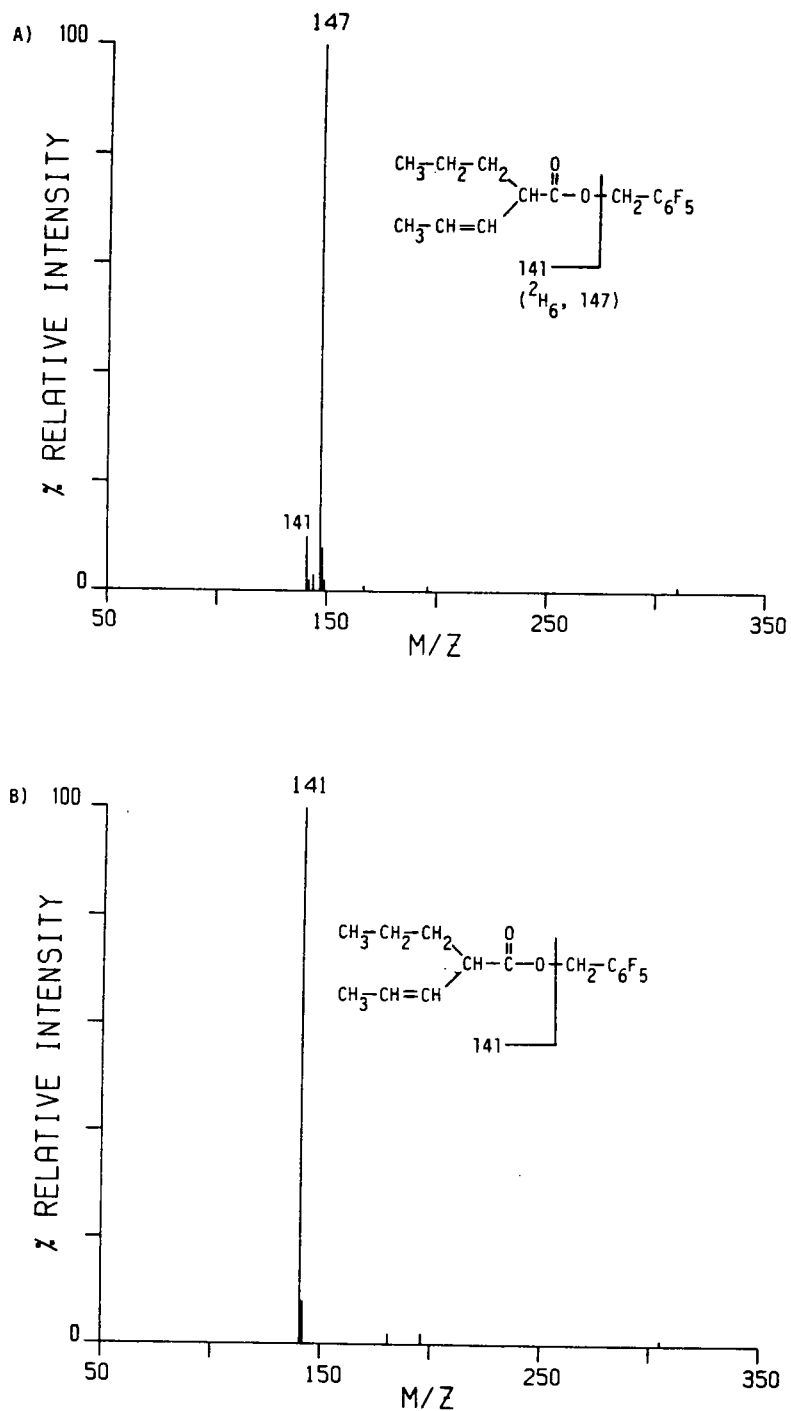 A) 100
147
% RELATIVE INTENSITY
O
CH3-CH2-CH2
CH-C-O-CH2-C6F5
CH3-CH=CH
141
(2H6, 147)
141
0
50 150 250 350
M/Z
B) 100
141
% RELATIVE INTENSITY
O
CH3-CH2-CH2
CH-C-O-CH2-C6F5
CH3-CH=CH
141
0
50 150 250 350
M/Z